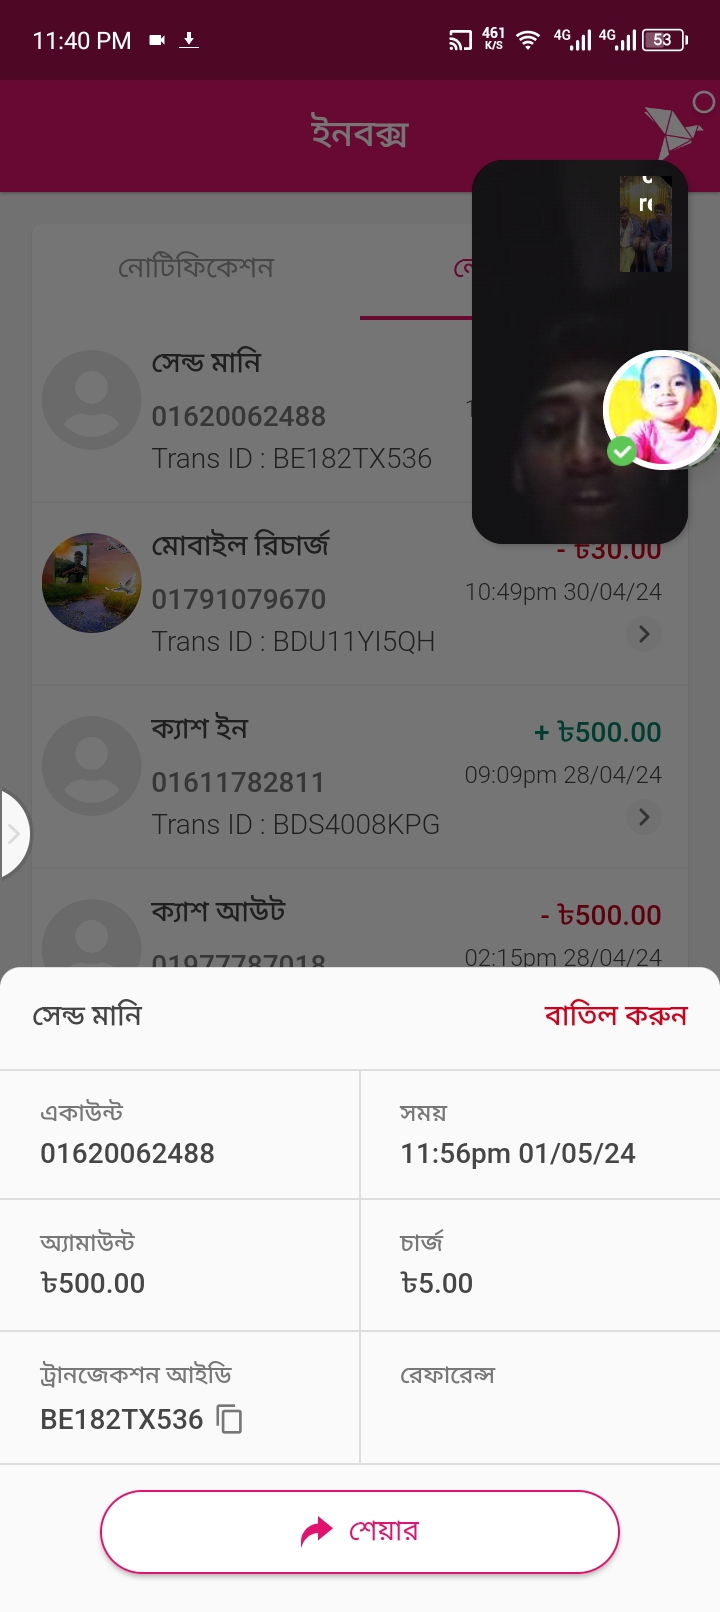 11:40 PM
461
K/S
4G
4G
53
ইনবক্স
নোটিফিকেশন
সেন্ড মানি
01620062488
Trans ID : BE182TX536
মোবাইল রিচার্জ
- ৳30.00
01791079670
10:49pm 30/04/24
Trans ID : BDU11YI5QH
ক্যাশ ইন
+ ৳500.00
01611782811
09:09pm 28/04/24
Trans ID : BDS4008KPG
ক্যাশ আউট
- ৳500.00
01977787018
02:15pm 28/04/24
সেন্ড মানি
বাতিল করুন
একাউন্ট
সময়
01620062488
11:56pm 01/05/24
অ্যামাউন্ট
চার্জ
৳500.00
৳5.00
ট্রানজেকশন আইডি
রেফারেন্স
BE182TX536
শেয়ার